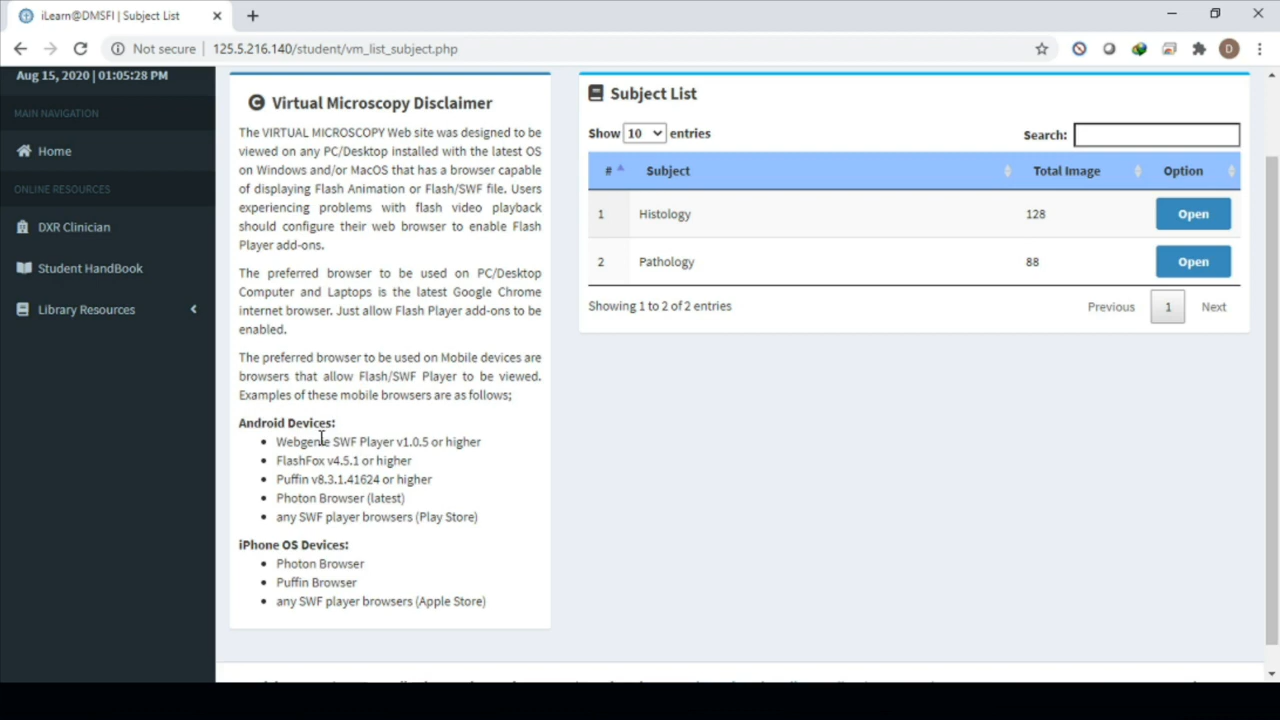 iLearn@DMSFI | Subject List
Not secure | 125.5.216.140/student/vm_list_subject.php
D
Aug 15, 2020 | 01:05:28 PM
MAIN NAVIGATION
Home
ONLINE RESOURCES
DXR Clinician
Student HandBook
Library Resources
Virtual Microscopy Disclaimer
The VIRTUAL MICROSCOPY Web site was designed to be
viewed on any PC/Desktop installed with the latest OS
on Windows and/or MacOS that has a browser capable
of displaying Flash Animation or Flash/SWF file. Users
experiencing problems with flash video playback
should configure their web browser to enable Flash
Player add-ons.
The preferred browser to be used on PC/Desktop
Computer and Laptops is the latest Google Chrome
internet browser. Just allow Flash Player add-ons to be
enabled.
The preferred browser to be used on Mobile devices are
browsers that allow Flash/SWF Player to be viewed.
Examples of these mobile browsers are as follows;
Android Devices:
Webgenie SWF Player v1.0.5 or higher
FlashFox v4.5.1 or higher
Puffin v8.3.1.41624 or higher
Photon Browser (latest)
any SWF player browsers (Play Store)
iPhone OS Devices:
Photon Browser
Puffin Browser
any SWF player browsers (Apple Store)
Subject List
Show 10 entries
Search:
# Subject Total Image Option
1 Histology 128 Open
2 Pathology 88 Open
Showing 1 to 2 of 2 entries
Previous 1 Next